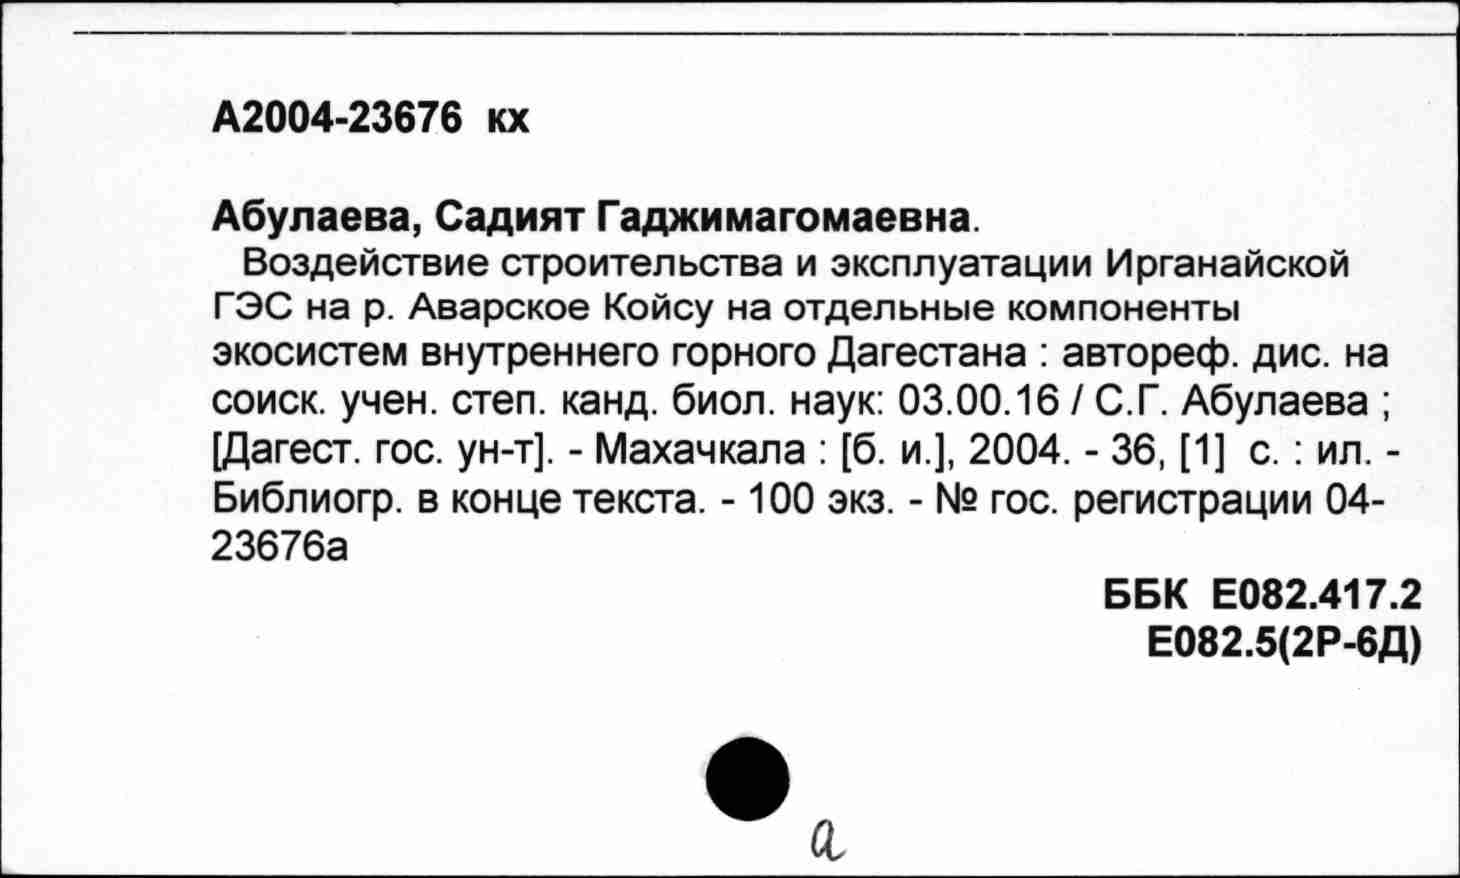 А2004-23676 кх
Абулаева, Садият Гаджимагомаевна.
Воздействие строительства и эксплуатации Ирганайской
ГЭС на р. Аварское Койсу на отдельные компоненты
экосистем внутреннего горного Дагестана : автореф. дис. на
соиск. учен. степ. канд. биол. наук: 03.00.16 / С.Г. Абулаева ;
[Дагест. гос. ун-т]. - Махачкала : [б. и.], 2004. - 36, [1] с. : ил. -
Библиогр. в конце текста. - 100 экз. - № гос. регистрации 04-
23676а
ББК Е082.417.2
Е082.5(2Р-6Д)
а